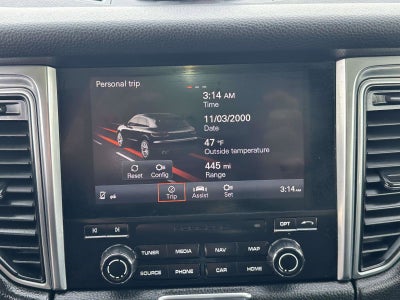 Personal trip
3:14 AM
Time
11/03/2000
Date
47 °F
Outside temperature
445 mi
Range
Reset
Config
Trip
Assist
Set
3:14 AM
OPT
TUNER
MEDIA
NAV
MAP
SOURCE
PHONE
CAR
HOME